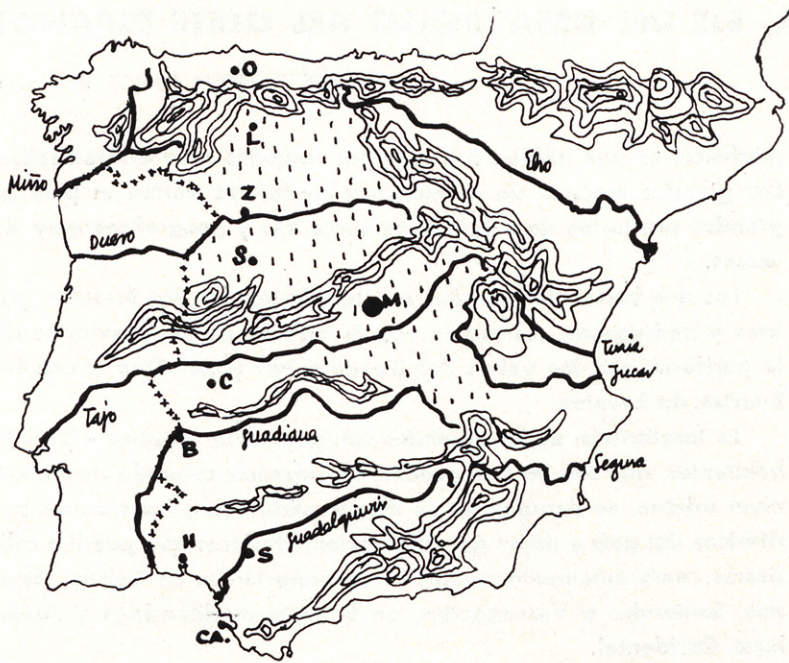 O
L
Miño
Ebro
Z
Duero
S.
M.
Turia
Jucar
C
Tajo
Guadiana
B
Segura
Guadalquivir
H
S
CA.